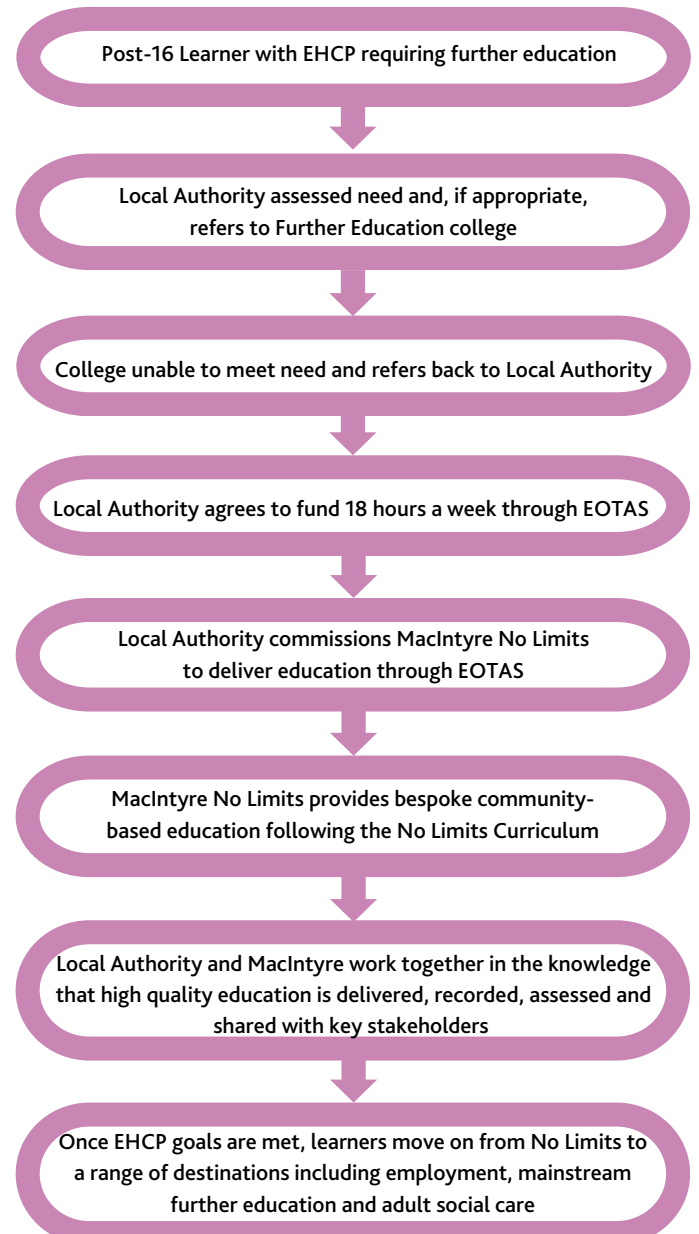 Post-16 Learner with EHCP requiring further education
Local Authority assessed need and, if appropriate,
refers to Further Education college
College unable to meet need and refers back to Local Authority
Local Authority agrees to fund 18 hours a week through EOTAS
Local Authority commissions MacIntyre No Limits
to deliver education through EOTAS
MacIntyre No Limits provides bespoke community-
based education following the No Limits Curriculum
Local Authority and MacIntyre work together in the knowledge
that high quality education is delivered, recorded, assessed and
shared with key stakeholders
Once EHCP goals are met, learners move on from No Limits to
a range of destinations including employment, mainstream
further education and adult social care